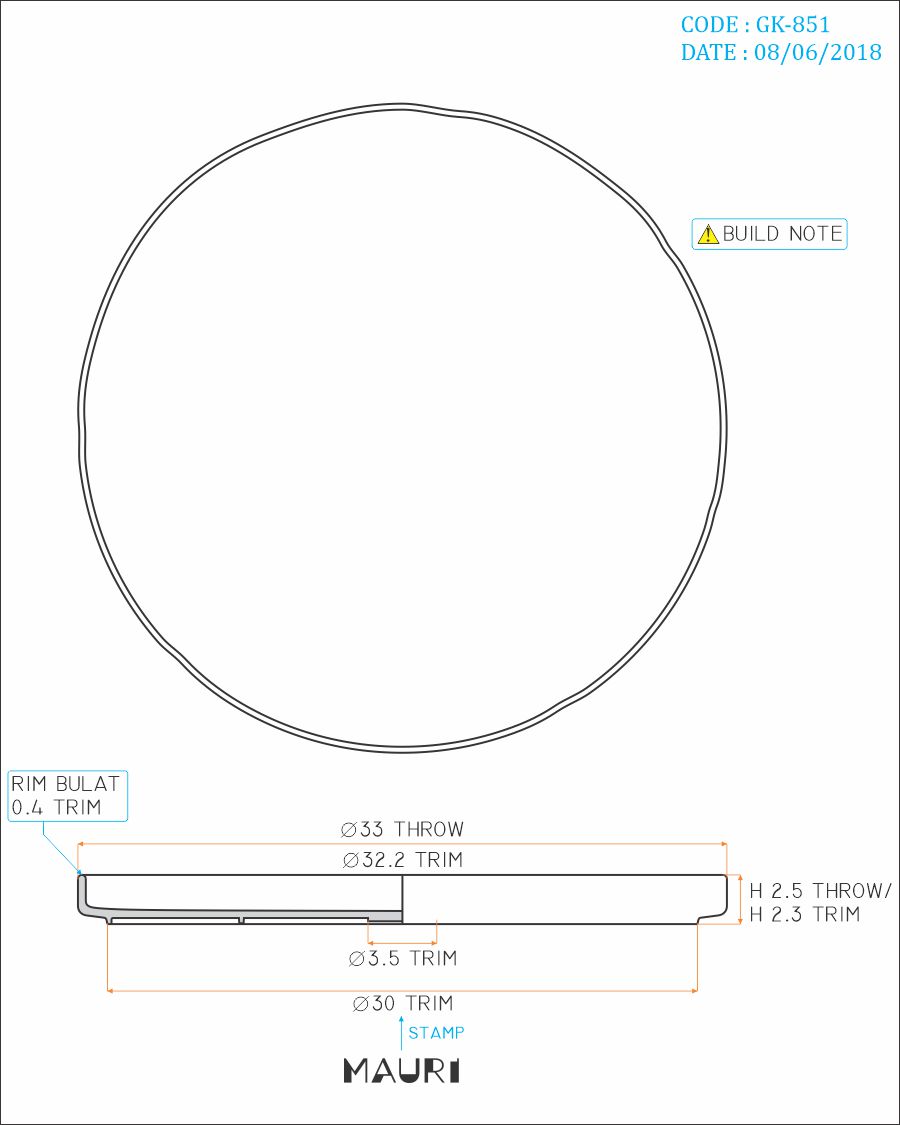 CODE : GK-851
DATE : 08/06/2018
BUILD NOTE
RIM BULAT
0.4 TRIM
∅33 THROW
∅32.2 TRIM
H 2.5 THROW/
H 2.3 TRIM
∅3.5 TRIM
∅30 TRIM
STAMP
MAURI